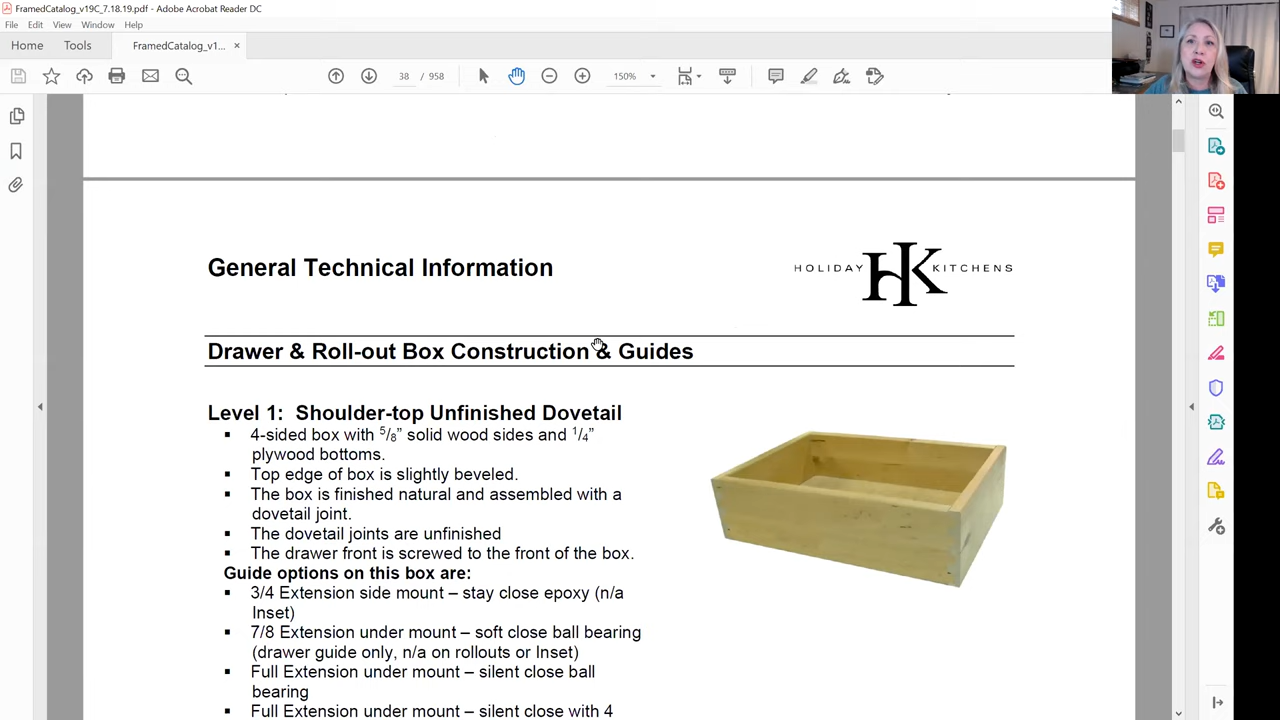 FramedCatalog_v19C_7.18.19.pdf - Adobe Acrobat Reader DC
File Edit View Window Help
Home Tools FramedCatalog_v1... ×
38 / 958 150%
General Technical Information
HOLIDAY HK KITCHENS
Drawer & Roll-out Box Construction & Guides
Level 1: Shoulder-top Unfinished Dovetail
▪ 4-sided box with 5/8” solid wood sides and 1/4”
plywood bottoms.
▪ Top edge of box is slightly beveled.
▪ The box is finished natural and assembled with a
dovetail joint.
▪ The dovetail joints are unfinished
▪ The drawer front is screwed to the front of the box.
Guide options on this box are:
▪ 3/4 Extension side mount – stay close epoxy (n/a
Inset)
▪ 7/8 Extension under mount – soft close ball bearing
(drawer guide only, n/a on rollouts or Inset)
▪ Full Extension under mount – silent close ball
bearing
▪ Full Extension under mount – silent close with 4